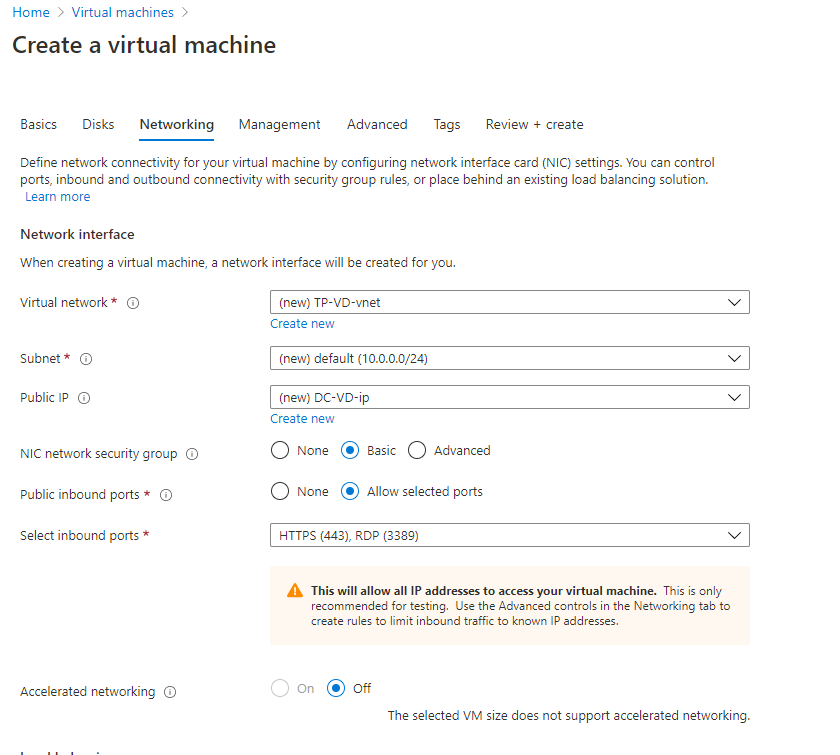 Home > Virtual machines >
Create a virtual machine
Basics Disks Networking Management Advanced Tags Review + create
Define network connectivity for your virtual machine by configuring network interface card (NIC) settings. You can control
ports, inbound and outbound connectivity with security group rules, or place behind an existing load balancing solution.
Learn more
Network interface
When creating a virtual machine, a network interface will be created for you.
Virtual network * (new) TP-VD-vnet
Create new
Subnet * (new) default (10.0.0.0/24)
Public IP (new) DC-VD-ip
Create new
NIC network security group None Basic Advanced
Public inbound ports * None Allow selected ports
Select inbound ports * HTTPS (443), RDP (3389)
This will allow all IP addresses to access your virtual machine. This is only
recommended for testing. Use the Advanced controls in the Networking tab to
create rules to limit inbound traffic to known IP addresses.
Accelerated networking On Off
The selected VM size does not support accelerated networking.